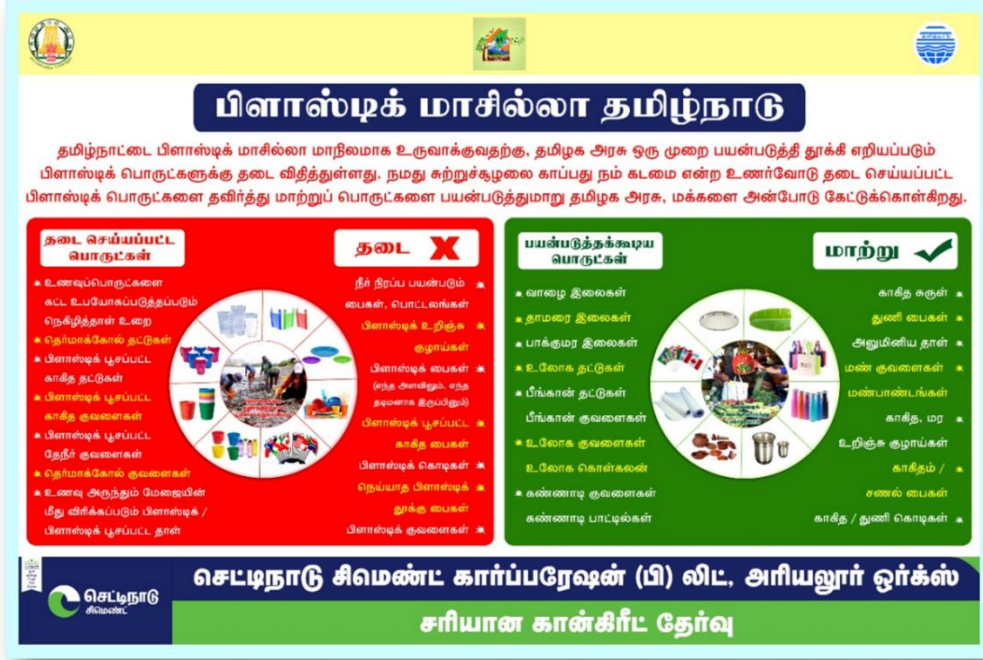 பிளாஸ்டிக் மாசில்லா தமிழ்நாடு
தமிழ்நாட்டை பிளாஸ்டிக் மாசில்லா மாநிலமாக உருவாக்குவதற்கு, தமிழக அரசு ஒரு முறை பயன்படுத்தி தூக்கி எறியப்படும்
பிளாஸ்டிக் பொருட்களுக்கு தடை விதித்துள்ளது. நமது சுற்றுச்சூழலை காப்பது நம் கடமை என்ற உணர்வோடு தடை செய்யப்பட்ட
பிளாஸ்டிக் பொருட்களை தவிர்த்து மாற்றுப் பொருட்களை பயன்படுத்துமாறு தமிழக அரசு, மக்களை அன்போடு கேட்டுக்கொள்கிறது.
தடை செய்யப்பட்ட
பொருட்கள்
தடை X
* உணவுப்பொருட்களை
கட்ட உபயோகப்படுத்தப்படும்
நெகிழித்தாள் உறை
* தெர்மாக்கோல் தட்டுகள்
* பிளாஸ்டிக் பூசப்பட்ட
காகித தட்டுகள்
* பிளாஸ்டிக் பூசப்பட்ட
காகித குவளைகள்
* பிளாஸ்டிக் பூசப்பட்ட
தேநீர் குவளைகள்
* தெர்மாக்கோல் குவளைகள்
* உணவு அருந்தும் மேஜையின்
மீது விரிக்கப்படும் பிளாஸ்டிக் /
பிளாஸ்டிக் பூசப்பட்ட தாள்
நீர் நிரப்ப பயன்படும் *
பைகள், பொட்டலங்கள்
பிளாஸ்டிக் உறிஞ்சு *
குழாய்கள்
பிளாஸ்டிக் பைகள் *
(எந்த அளவிலும், எந்த
தடிமனாக இருப்பினும்)
பிளாஸ்டிக் பூசப்பட்ட *
காகித பைகள்
பிளாஸ்டிக் கொடிகள் *
நெய்யாத பிளாஸ்டிக் *
தூக்கு பைகள்
பிளாஸ்டிக் குவளைகள் *
பயன்படுத்தக்கூடிய
பொருட்கள்
மாற்று
* வாழை இலைகள்
* தாமரை இலைகள்
* பாக்குமர இலைகள்
* உலோக தட்டுகள்
* பீங்கான் தட்டுகள்
பீங்கான் குவளைகள்
* உலோக குவளைகள்
உலோக கொள்கலன்
* கண்ணாடி குவளைகள்
கண்ணாடி பாட்டில்கள்
காகித சுருள் *
துணி பைகள் *
அனுமினிய தாள் *
மண் குவளைகள் *
மண்பாண்டங்கள்
காகித, மர *
உறிஞ்சு குழாய்கள்
காகிதம் / *
சணல் பைகள்
காகித / துணி கொடிகள் *
செட்டிநாடு
சிமெண்ட்
செட்டிநாடு சிமெண்ட் கார்ப்பரேஷன் (பி) லிட், அரியலூர் ஒர்க்ஸ்
சரியான கான்கிரீட் தேர்வு